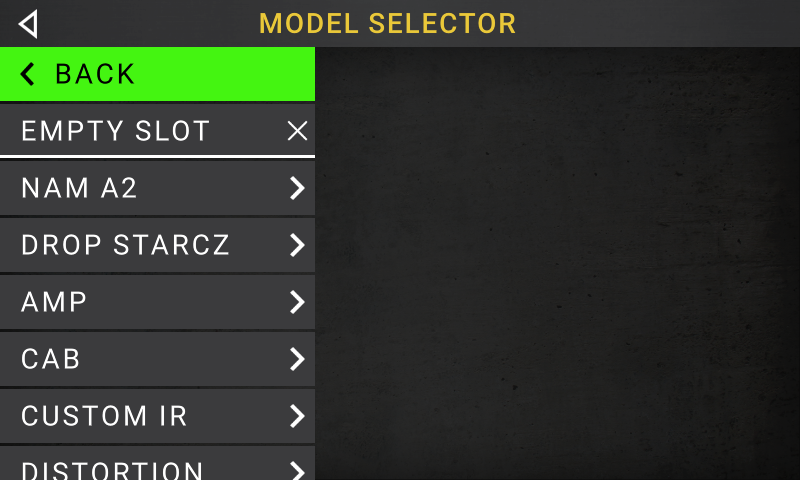 MODEL SELECTOR
BACK
EMPTY SLOT
NAM A2
DROP STARCZ
AMP
CAB
CUSTOM IR
DISTORTION